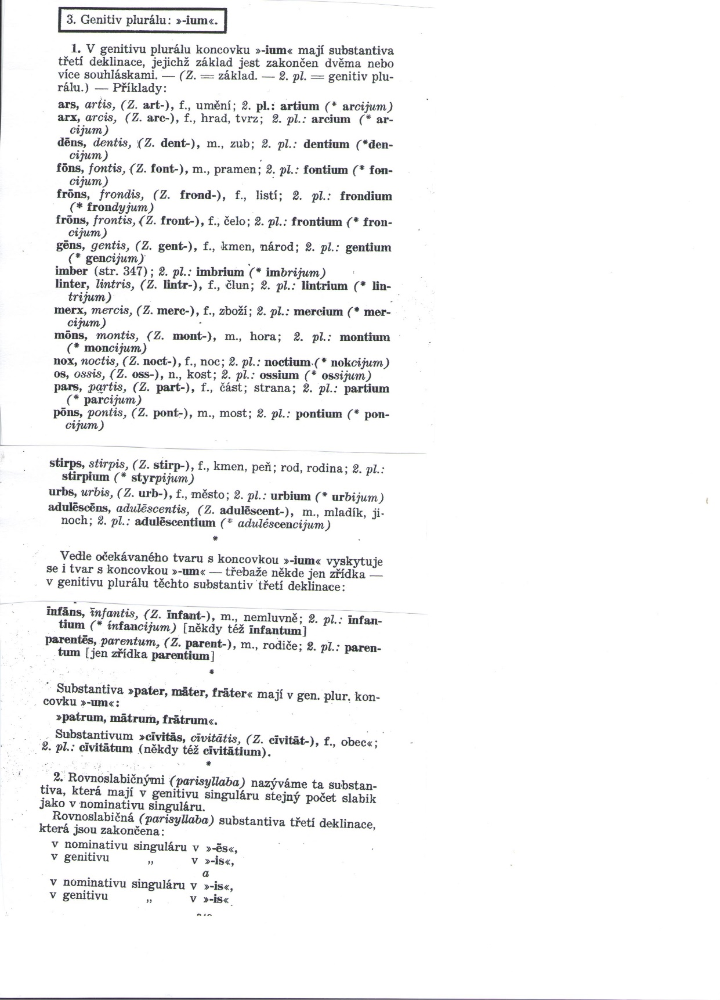 3. Genitiv plurálu: »-ium«.
1. V genitivu plurálu koncovku »-ium« mají substantiva
třetí deklinace, jejichž základ jest zakončen dvěma nebo
více souhláskami. — (Z. = základ. — 2. pl. = genitiv plu-
rálu.) — Příklady:
ars, artis, (Z. art-), f., umění; 2. pl.: artium (* arcijum)
arx, arcis, (Z. arc-), f., hrad, tvrz; 2. pl.: arcium (* ar-
cijum)
dēns, dentis, (Z. dent-), m., zub; 2. pl.: dentium (*den-
cijum)
fōns, fontis, (Z. font-), m., pramen; 2. pl.: fontium (* fon-
cijum)
frōns, frondis, (Z. frond-), f., listí; 2. pl.: frondium
(* frondyjum)
frōns, frontis, (Z. front-), f., čelo; 2. pl.: frontium (* fron-
cijum)
gēns, gentis, (Z. gent-), f., kmen, národ; 2. pl.: gentium
(* gencijum)
imber (str. 347); 2. pl.: imbrium (* imbrijum)
linter, lintris, (Z. lintr-), f., člun; 2. pl.: lintrium (* lin-
trijum)
merx, mercis, (Z. merc-), f., zboží; 2. pl.: mercium (* mer-
cijum)
mōns, montis, (Z. mont-), m., hora; 2. pl.: montium
(* moncijum)
nox, noctis, (Z. noct-), f., noc; 2. pl.: noctium (* nokcijum)
os, ossis, (Z. oss-), n., kost; 2. pl.: ossium (* ossijum)
pars, partis, (Z. part-), f., část; strana; 2. pl.: partium
(* parcijum)
pōns, pontis, (Z. pont-), m., most; 2. pl.: pontium (* pon-
cijum)
stirps, stirpis, (Z. stirp-), f., kmen, peň; rod, rodina; 2. pl.:
stirpium (* styrpijum)
urbs, urbis, (Z. urb-), f., město; 2. pl.: urbium (* urbijum)
adulēscēns, adulēscentis, (Z. adulēscent-), m., mladík, ji-
noch; 2. pl.: adulēscentium (* aduléscencijum)
*
Vedle očekávaného tvaru s koncovkou »-ium« vyskytuje
se i tvar s koncovkou »-um« — třebaže někde jen zřídka —
v genitivu plurálu těchto substantiv třetí deklinace:
īnfāns, īnfantis, (Z. īnfant-), m., nemluvně; 2. pl.: īnfan-
tium (* ínfancijum) [někdy též īnfantum]
parentēs, parentum, (Z. parent-), m., rodiče; 2. pl.: paren-
tum [jen zřídka parentium]
*
Substantiva »pater, māter, frāter« mají v gen. plur. kon-
covku »-um«:
»patrum, mātrum, frātrum«.
Substantivum »cīvitās, cīvitātis, (Z. cīvitāt-), f., obec«;
2. pl.: cīvitātum (někdy též cīvitātium).
*
2. Rovnoslabičnými (parisyllaba) nazýváme ta substan-
tiva, která mají v genitivu singuláru stejný počet slabik
jako v nominativu singuláru.
Rovnoslabičná (parisyllaba) substantiva třetí deklinace,
která jsou zakončena:
v nominativu singuláru v »-ēs«,
v genitivu „ v »-is«,
a
v nominativu singuláru v »-is«,
v genitivu „ v »-is«